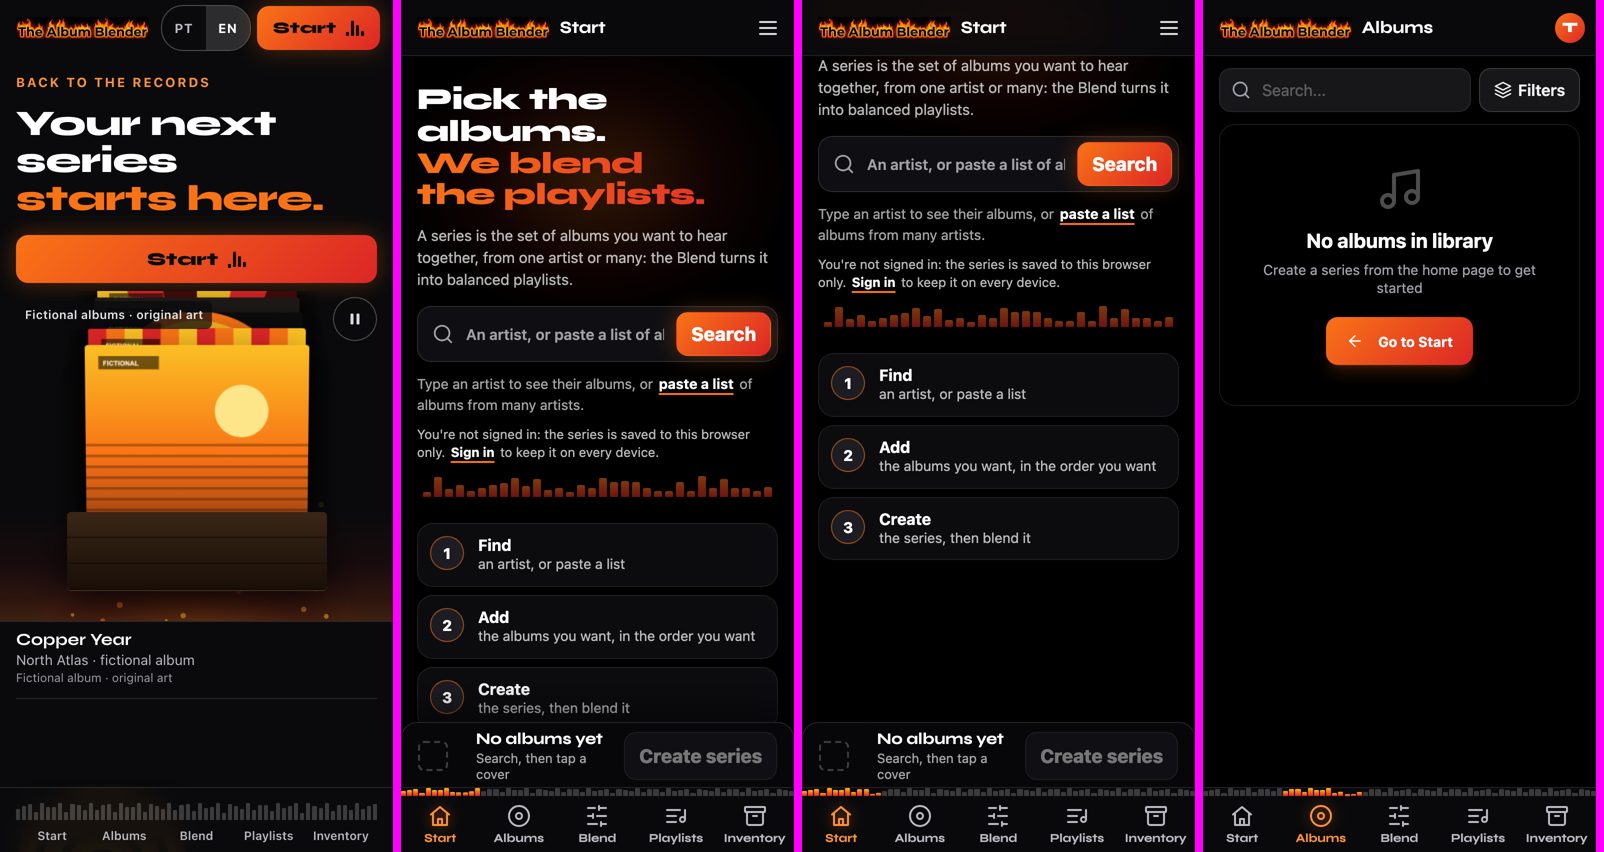 The Album Blender
PT
EN
Start
BACK TO THE RECORDS
Your next
series
starts here.
Start
Fictional albums · original art
FICTIONAL
Copper Year
North Atlas · fictional album
Fictional album · original art
Start
Albums
Blend
Playlists
Inventory
The Album Blender
Start
Pick the
albums.
We blend
the playlists.
A series is the set of albums you want to hear
together, from one artist or many: the Blend turns it
into balanced playlists.
An artist, or paste a list of al
Search
Type an artist to see their albums, or paste a list of
albums from many artists.
You're not signed in: the series is saved to this browser
only. Sign in to keep it on every device.
1
Find
an artist, or paste a list
2
Add
the albums you want, in the order you want
3
Create
the series, then blend it
No albums yet
Search, then tap a
cover
Create series
Start
Albums
Blend
Playlists
Inventory
The Album Blender
Start
A series is the set of albums you want to hear
together, from one artist or many: the Blend turns it
into balanced playlists.
An artist, or paste a list of al
Search
Type an artist to see their albums, or paste a list of
albums from many artists.
You're not signed in: the series is saved to this browser
only. Sign in to keep it on every device.
1
Find
an artist, or paste a list
2
Add
the albums you want, in the order you want
3
Create
the series, then blend it
No albums yet
Search, then tap a
cover
Create series
Start
Albums
Blend
Playlists
Inventory
The Album Blender
Albums
T
Search...
Filters
No albums in library
Create a series from the home page to get
started
Go to Start
Start
Albums
Blend
Playlists
Inventory